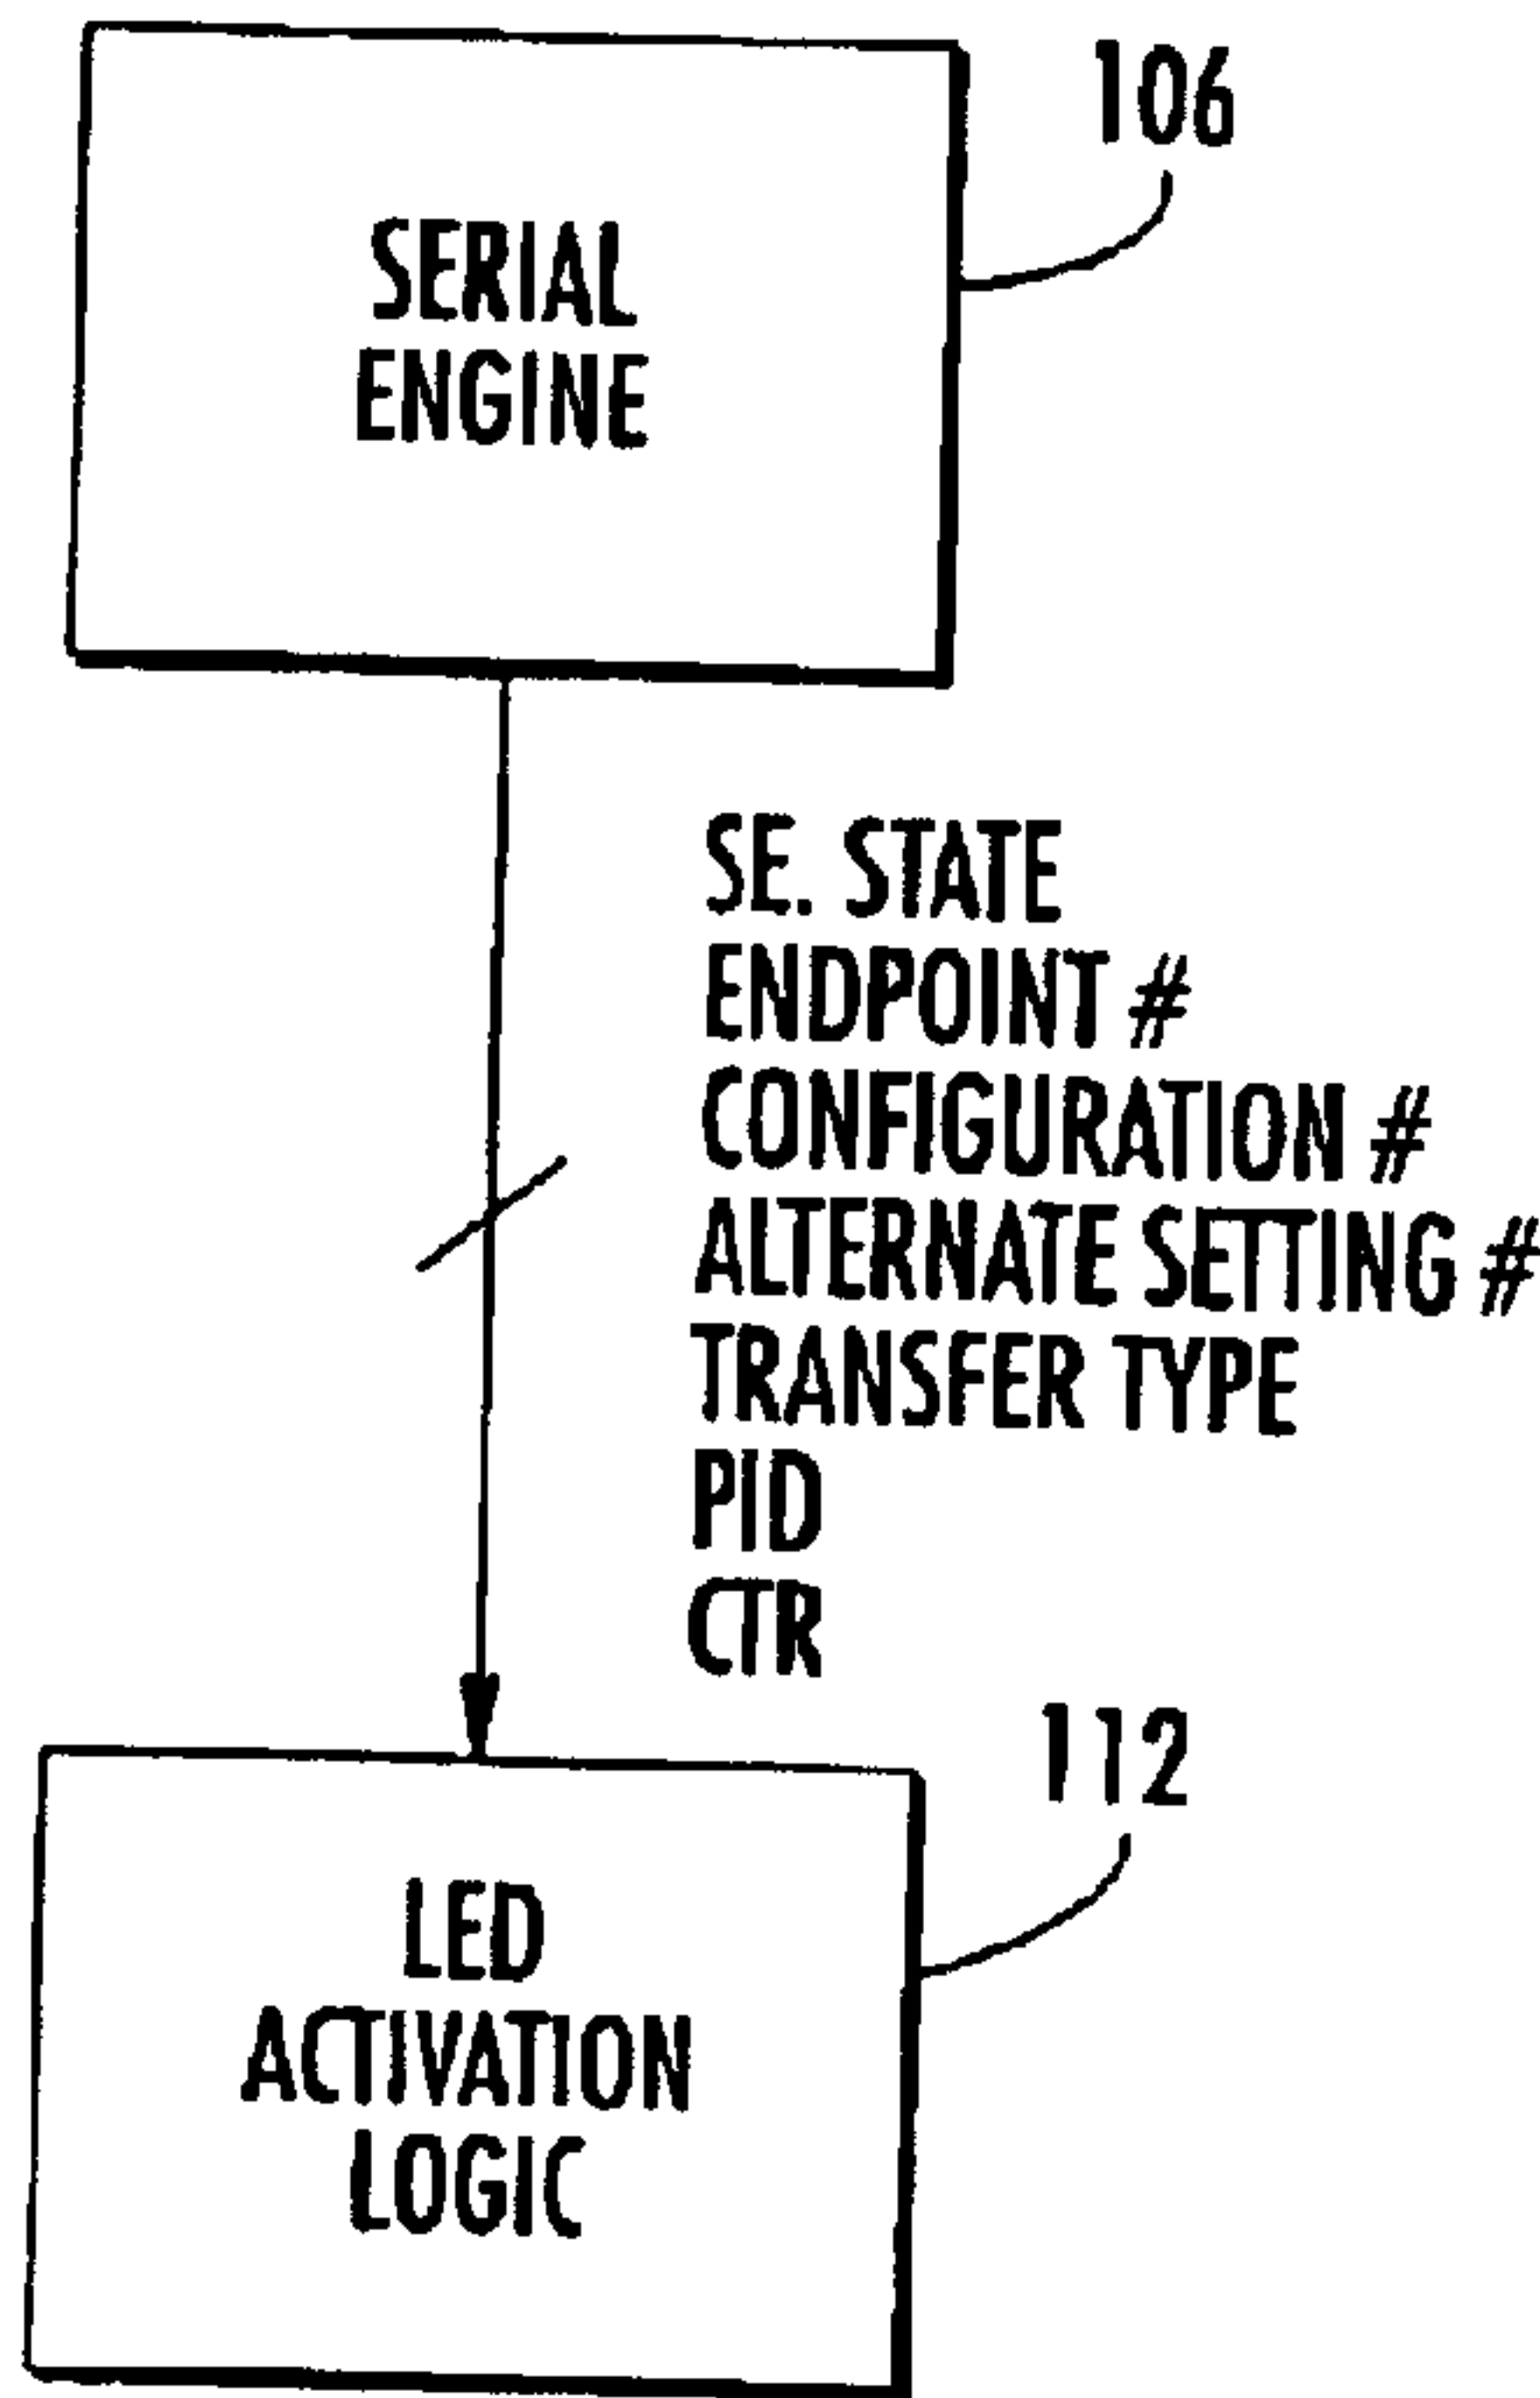 106
SERIAL
ENGINE
SE. STATE
ENDPOINT #
CONFIGURATION #
ALTERNATE SETTING #
TRANSFER TYPE
PID
CTR
112
LED
ACTIVATION
LOGIC